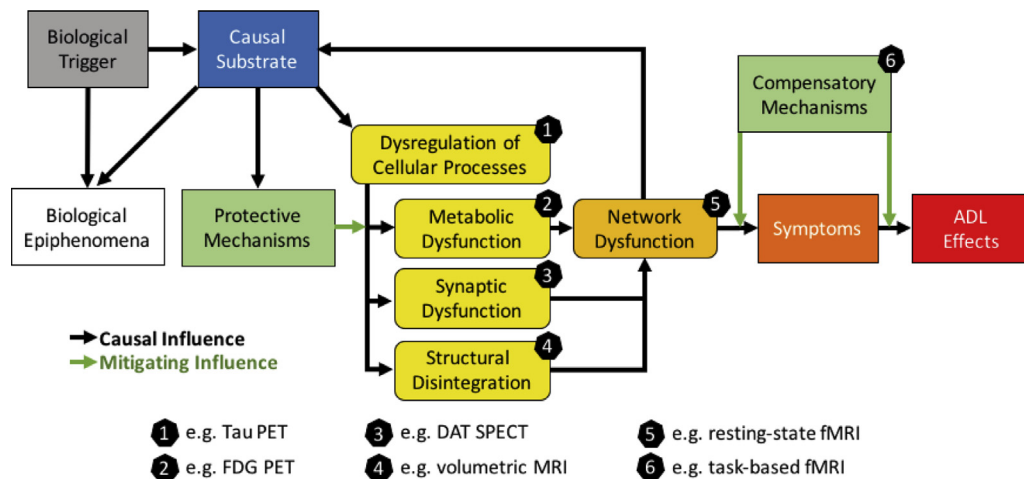 Biological
Trigger
Causal
Substrate
6
Compensatory
Mechanisms
1
Dysregulation of
Cellular Processes
Biological
Epiphenomena
Protective
Mechanisms
2
Metabolic
Dysfunction
5
Network
Dysfunction
Symptoms
ADL
Effects
3
Synaptic
Dysfunction
4
Structural
Disintegration
Causal Influence
Mitigating Influence
1 e.g. Tau PET
2 e.g. FDG PET
3 e.g. DAT SPECT
4 e.g. volumetric MRI
5 e.g. resting-state fMRI
6 e.g. task-based fMRI